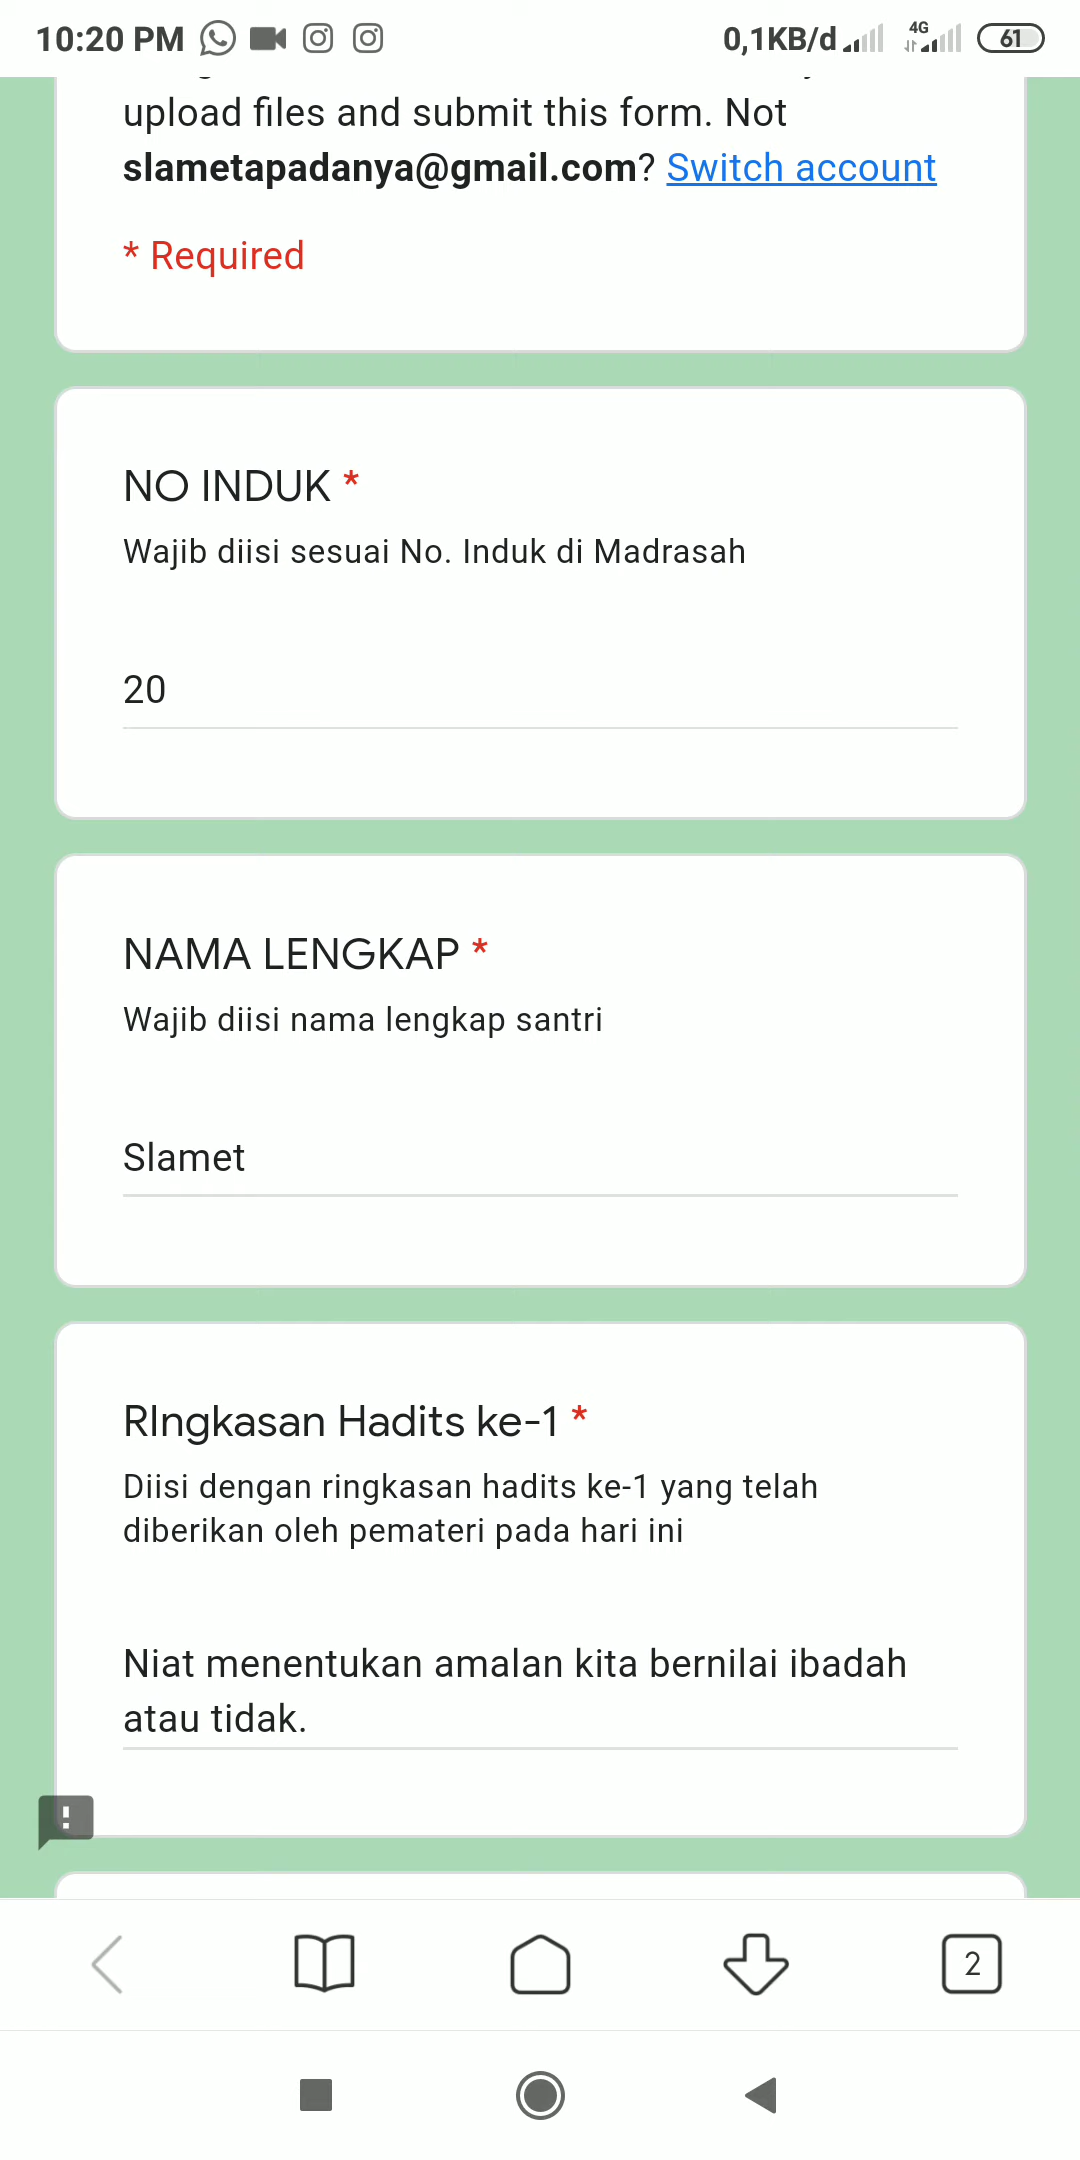 10:20 PM 0,1KB/d 4G 61
upload files and submit this form. Not
slametapadanya@gmail.com? Switch account
* Required
NO INDUK *
Wajib diisi sesuai No. Induk di Madrasah
20
NAMA LENGKAP *
Wajib diisi nama lengkap santri
Slamet
RIngkasan Hadits ke-1 *
Diisi dengan ringkasan hadits ke-1 yang telah
diberikan oleh pemateri pada hari ini
Niat menentukan amalan kita bernilai ibadah
atau tidak.
2